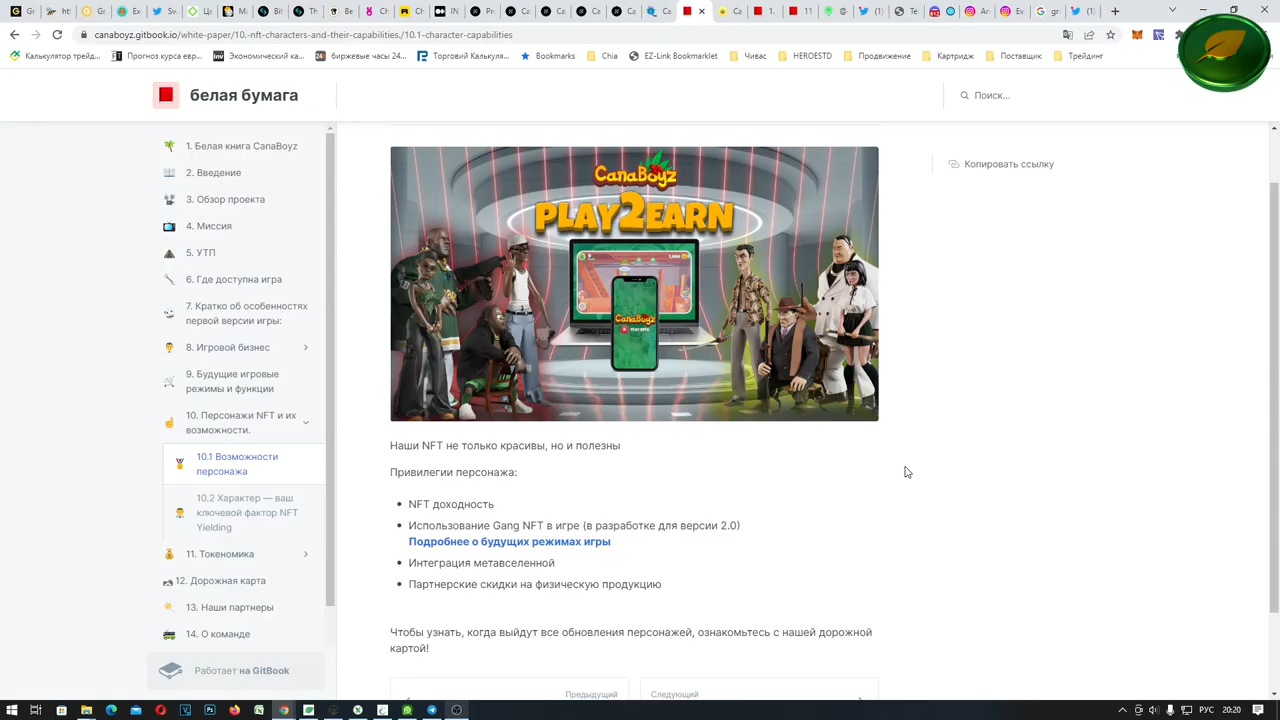 canaboyz.gitbook.io/white-paper/10.-nft-characters-and-their-capabilities./10.1-character-capabilities
Калькулятор трейд...
Прогноз курса евр...
Экономический ка...
биржевые часы 24...
Торговий Калькуля...
Bookmarks
Chia
EZ-Link Bookmarklet
Чивас
HEROESTD
Продвижение
Картридж
Поставщик
Трейдинг
белая бумага
Поиск...
1. Белая книга CanaBoyz
2. Введение
3. Обзор проекта
4. Миссия
5. УТП
6. Где доступна игра
7. Кратко об особенностях
первой версии игры:
8. Игровой бизнес
9. Будущие игровые
режимы и функции
10. Персонажи NFT и их
возможности.
10.1 Возможности
персонажа
10.2 Характер — ваш
ключевой фактор NFT
Yielding
11. Токеномика
12. Дорожная карта
13. Наши партнеры
14. О команде
Работает на GitBook
Копировать ссылку
CanaBoyz
PLAY2EARN
CanaBoyz
Наши NFT не только красивы, но и полезны
Привилегии персонажа:
NFT доходность
Использование Gang NFT в игре (в разработке для версии 2.0)
Подробнее о будущих режимах игры
Интеграция метавселенной
Партнерские скидки на физическую продукцию
Чтобы узнать, когда выйдут все обновления персонажей, ознакомьтесь с нашей дорожной
картой!
Предыдущий
Следующий
РУС
20:20